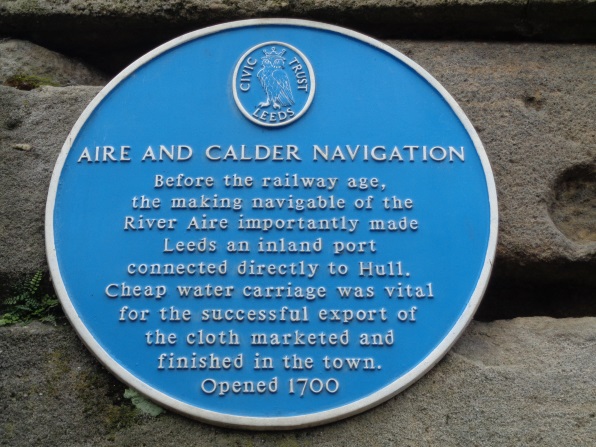 CIVIC TRUST
LEEDS
AIRE AND CALDER NAVIGATION
Before the railway age,
the making navigable of the
River Aire importantly made
Leeds an inland port
connected directly to Hull.
Cheap water carriage was vital
for the successful export of
the cloth marketed and
finished in the town.
Opened 1700